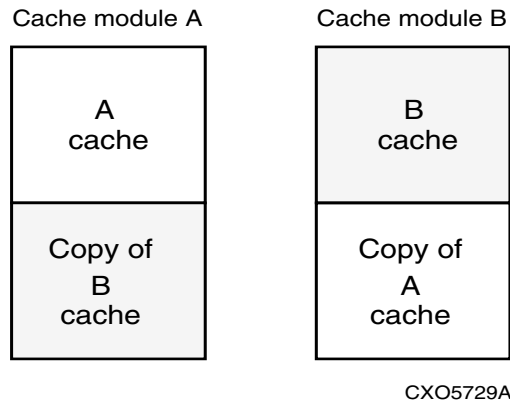 Cache module A
Cache module B
A
cache
B
cache
Copy of
B
cache
Copy of
A
cache
CXO5729A